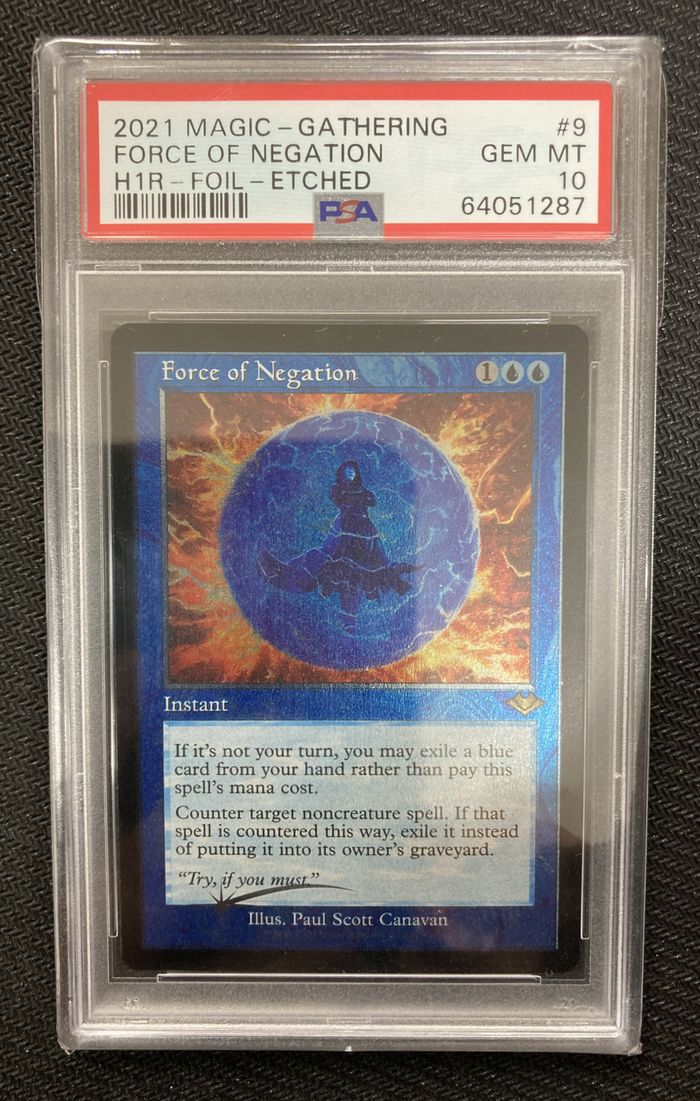 2021 MAGIC - GATHERING #9
FORCE OF NEGATION GEM MT
H1R - FOIL - ETCHED 10
PSA 64051287
Force of Negation 1
Instant
If it's not your turn, you may exile a blue
card from your hand rather than pay this
spell's mana cost.
Counter target noncreature spell. If that
spell is countered this way, exile it instead
of putting it into its owner's graveyard.
"Try, if you must."
Illus. Paul Scott Canavan